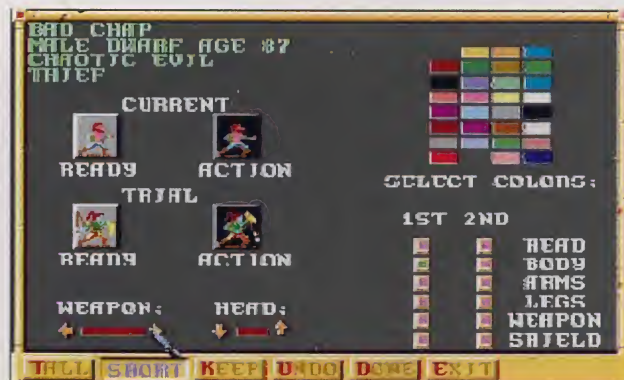 BAD CHAP
MALE DWARF AGE 87
CHAOTIC EVIL
THIEF
CURRENT
READY ACTION
TRIAL
READY ACTION
WEAPON: HEAD:
SELECT COLORS:
1ST 2ND
HEAD
BODY
ARMS
LEGS
WEAPON
SHIELD
TALL SHORT KEEP UNDO DONE EXIT